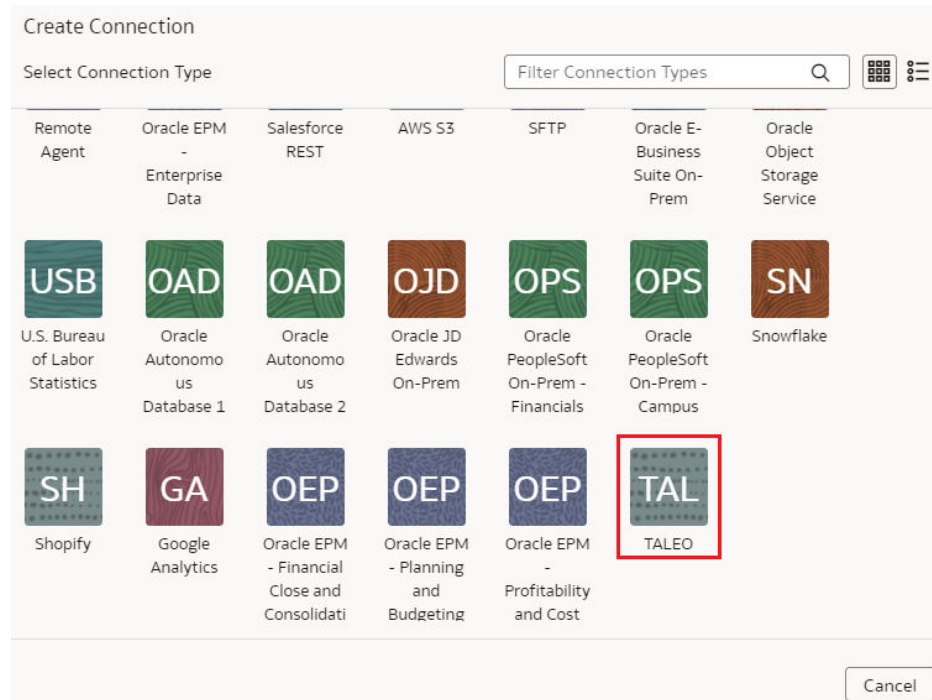 Create Connection
Select Connection Type
Filter Connection Types
Remote
Agent
Oracle EPM
-
Enterprise
Data
Salesforce
REST
AWS S3
SFTP
Oracle E-
Business
Suite On-
Prem
Oracle
Object
Storage
Service
USB
U.S. Bureau
of Labor
Statistics
OAD
Oracle
Autonomo
us
Database 1
OAD
Oracle
Autonomo
us
Database 2
OJD
Oracle JD
Edwards
On-Prem
OPS
Oracle
PeopleSoft
On-Prem -
Financials
OPS
Oracle
PeopleSoft
On-Prem -
Campus
SN
Snowflake
SH
Shopify
GA
Google
Analytics
OEP
Oracle EPM
- Financial
Close and
Consolidati
OEP
Oracle EPM
- Planning
and
Budgeting
OEP
Oracle EPM
-
Profitability
and Cost
TAL
TALEO
Cancel